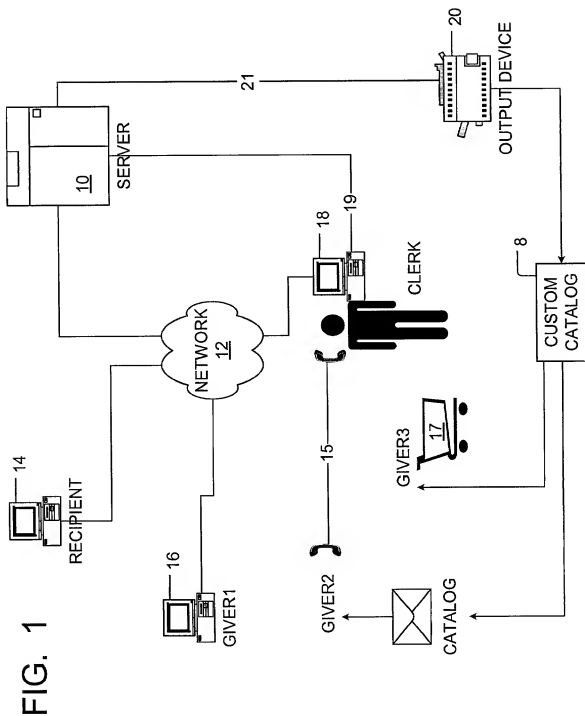 FIG. 1
14
RECIPIENT
16
GIVER1
NETWORK
12
10
SERVER
21
19
18
CLERK
15
GIVER2
GIVER3
17
CATALOG
CUSTOM
CATALOG
8
20
OUTPUT DEVICE